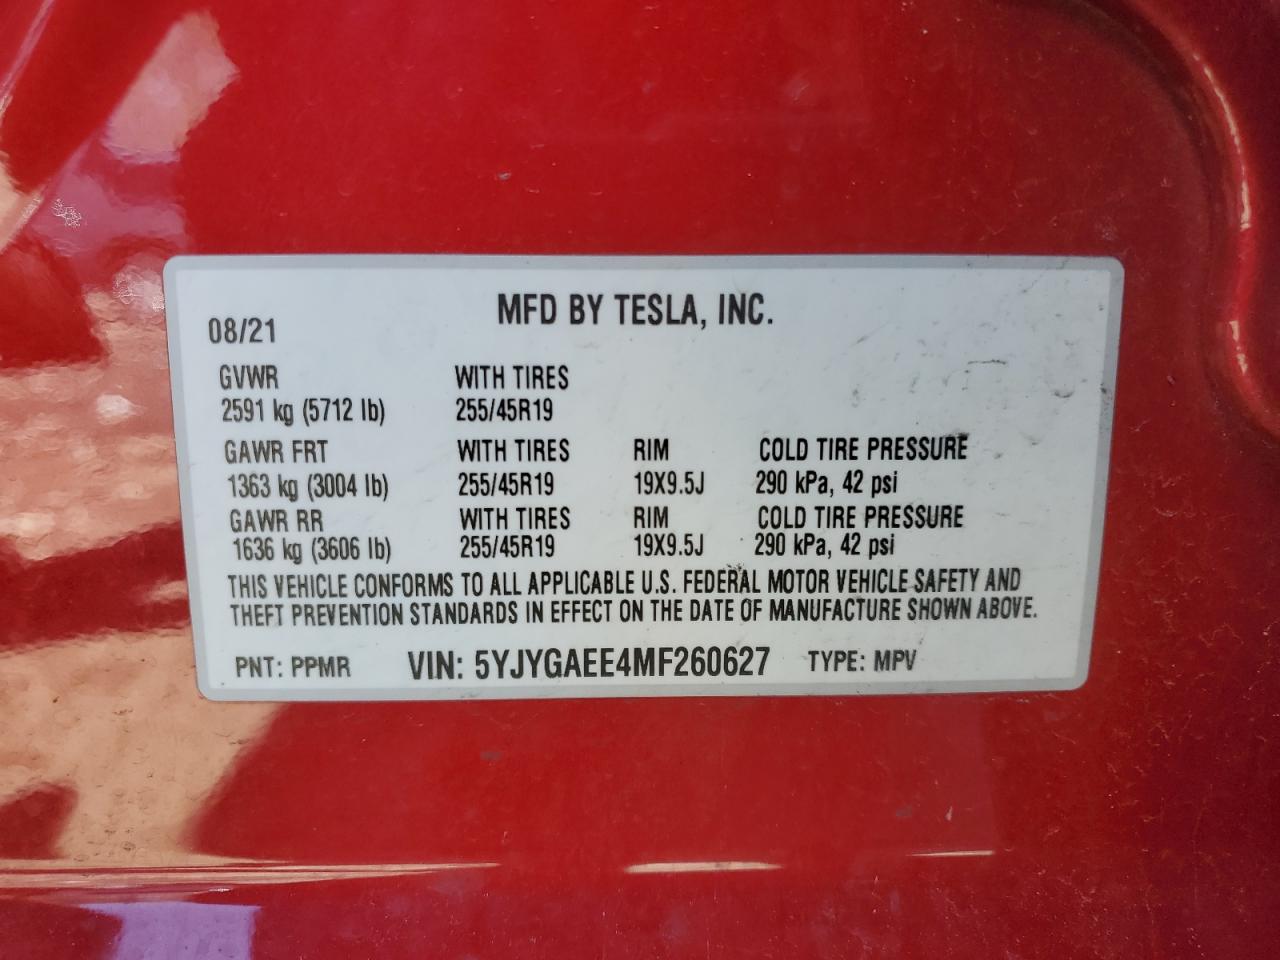 MFD BY TESLA, INC.
08/21
GVWR WITH TIRES
2591 kg (5712 lb) 255/45R19
GAWR FRT WITH TIRES RIM COLD TIRE PRESSURE
1363 kg (3004 lb) 255/45R19 19X9.5J 290 kPa, 42 psi
GAWR RR WITH TIRES RIM COLD TIRE PRESSURE
1636 kg (3606 lb) 255/45R19 19X9.5J 290 kPa, 42 psi
THIS VEHICLE CONFORMS TO ALL APPLICABLE U.S. FEDERAL MOTOR VEHICLE SAFETY AND
THEFT PREVENTION STANDARDS IN EFFECT ON THE DATE OF MANUFACTURE SHOWN ABOVE.
PNT: PPMR VIN: 5YJYGAEE4MF260627 TYPE: MPV